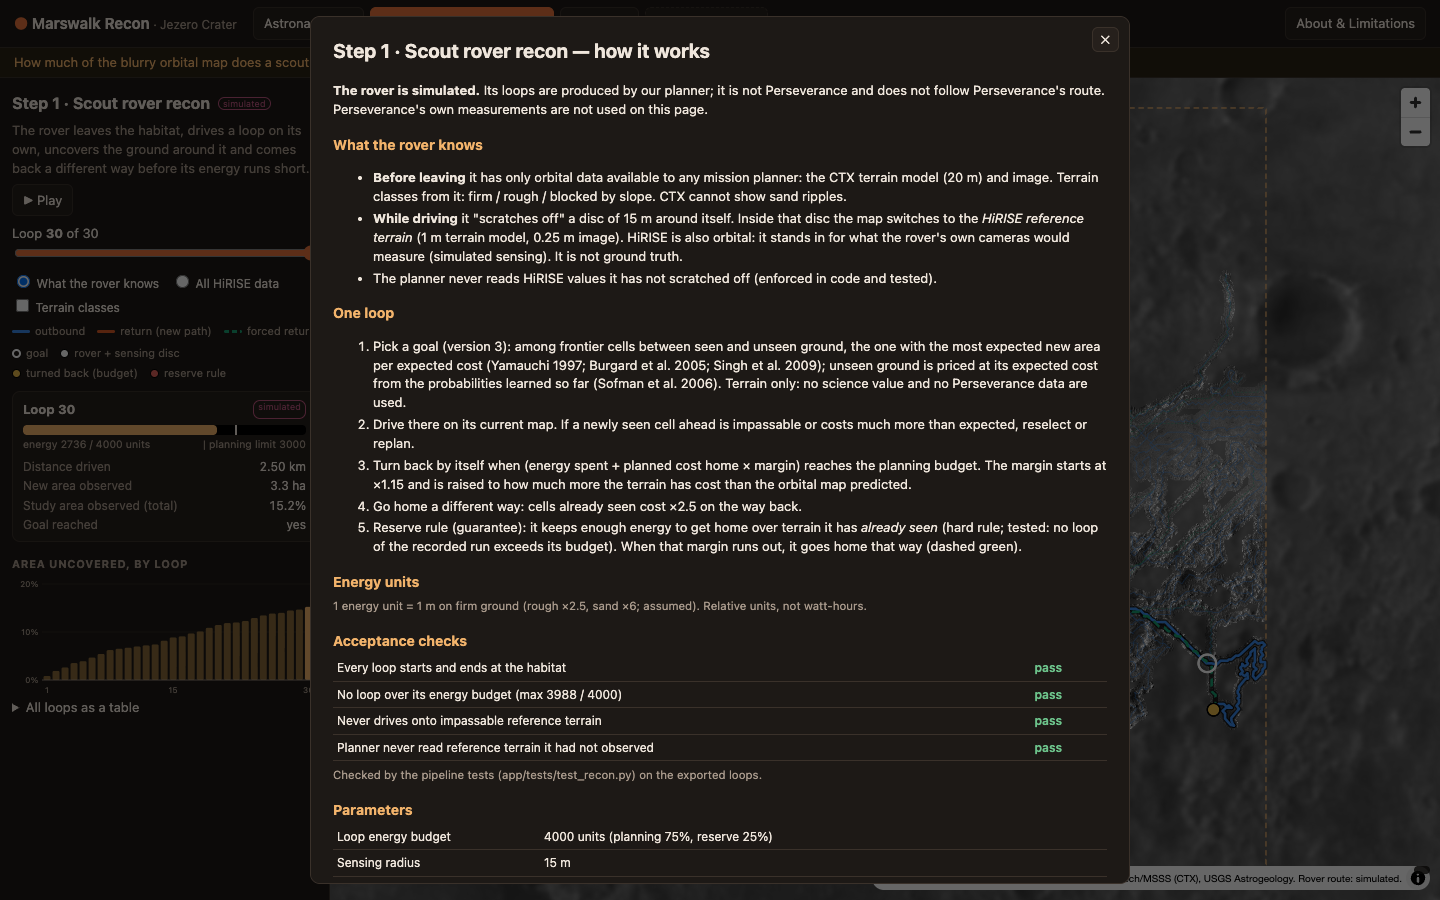 Marswalk Recon · Jezero Crater
Astrona
About & Limitations
How much of the blurry orbital map does a scout
Step 1 · Scout rover recon simulated
The rover leaves the habitat, drives a loop on its
own, uncovers the ground around it and comes
back a different way before its energy runs short.
▶ Play
Loop 30 of 30
What the rover knows
All HiRISE data
Terrain classes
outbound
return (new path)
forced retur
goal
rover + sensing disc
turned back (budget)
reserve rule
Loop 30 simulated
energy 2736 / 4000 units
| planning limit 3000
Distance driven 2.50 km
New area observed 3.3 ha
Study area observed (total) 15.2%
Goal reached yes
AREA UNCOVERED, BY LOOP
20%
10%
0%
1 15 30
▶ All loops as a table
Step 1 · Scout rover recon — how it works
The rover is simulated. Its loops are produced by our planner; it is not Perseverance and does not follow Perseverance's route.
Perseverance's own measurements are not used on this page.
What the rover knows
• Before leaving it has only orbital data available to any mission planner: the CTX terrain model (20 m) and image. Terrain
classes from it: firm / rough / blocked by slope. CTX cannot show sand ripples.
• While driving it "scratches off" a disc of 15 m around itself. Inside that disc the map switches to the HiRISE reference
terrain (1 m terrain model, 0.25 m image). HiRISE is also orbital: it stands in for what the rover's own cameras would
measure (simulated sensing). It is not ground truth.
• The planner never reads HiRISE values it has not scratched off (enforced in code and tested).
One loop
1. Pick a goal (version 3): among frontier cells between seen and unseen ground, the one with the most expected new area
per expected cost (Yamauchi 1997; Burgard et al. 2005; Singh et al. 2009); unseen ground is priced at its expected cost
from the probabilities learned so far (Sofman et al. 2006). Terrain only: no science value and no Perseverance data are
used.
2. Drive there on its current map. If a newly seen cell ahead is impassable or costs much more than expected, reselect or
replan.
3. Turn back by itself when (energy spent + planned cost home × margin) reaches the planning budget. The margin starts at
×1.15 and is raised to how much more the terrain has cost than the orbital map predicted.
4. Go home a different way: cells already seen cost ×2.5 on the way back.
5. Reserve rule (guarantee): it keeps enough energy to get home over terrain it has already seen (hard rule; tested: no loop
of the recorded run exceeds its budget). When that margin runs out, it goes home that way (dashed green).
Energy units
1 energy unit = 1 m on firm ground (rough ×2.5, sand ×6; assumed). Relative units, not watt-hours.
Acceptance checks
Every loop starts and ends at the habitat pass
No loop over its energy budget (max 3988 / 4000) pass
Never drives onto impassable reference terrain pass
Planner never read reference terrain it had not observed pass
Checked by the pipeline tests (app/tests/test_recon.py) on the exported loops.
Parameters
Loop energy budget 4000 units (planning 75%, reserve 25%)
Sensing radius 15 m
ch/MSSS (CTX), USGS Astrogeology. Rover route: simulated.